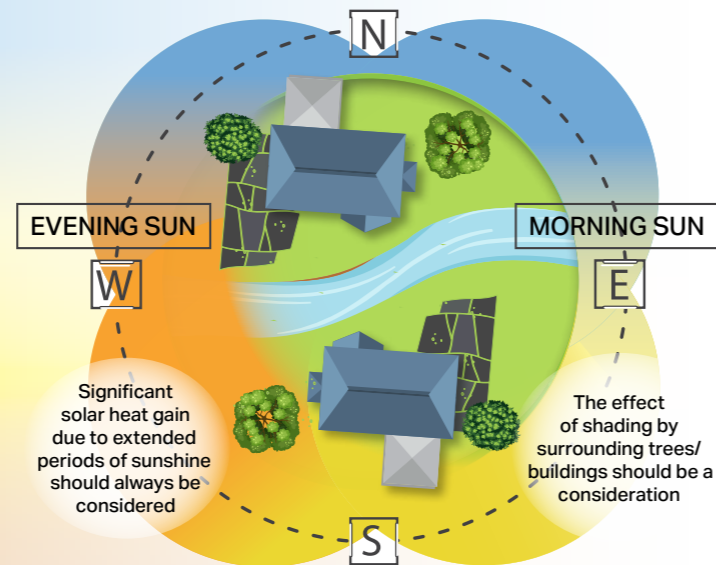 N
EVENING SUN
MORNING SUN
W
E
Significant
solar heat gain
due to extended
periods of sunshine
should always be
considered
The effect
of shading by
surrounding trees/
buildings should be a
consideration
S